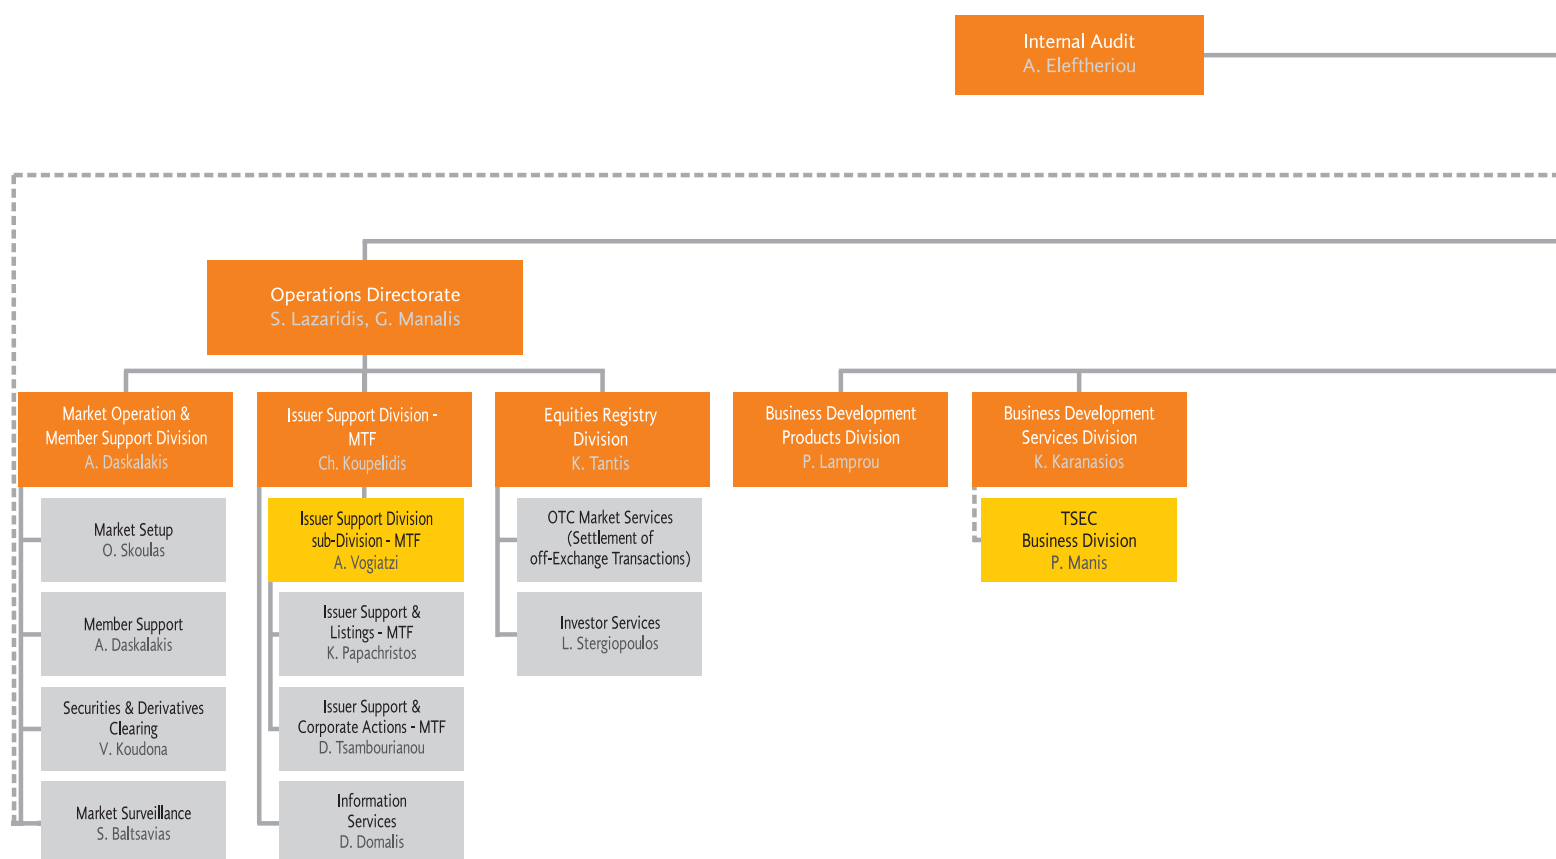 Internal Audit
A. Eleftheriou
Operations Directorate
S. Lazaridis, G. Manalis
Market Operation &
Member Support Division
A. Daskalakis
Issuer Support Division -
MTF
Ch. Koupelidis
Equities Registry
Division
K. Tantis
Business Development
Products Division
P. Lamprou
Business Development
Services Division
K. Karanasios
Market Setup
O. Skoulas
Member Support
A. Daskalakis
Securities & Derivatives
Clearing
V. Koudona
Market Surveillance
S. Baltsavias
Issuer Support Division
sub-Division - MTF
A. Vogiatzi
Issuer Support &
Listings - MTF
K. Papachristos
Issuer Support &
Corporate Actions - MTF
D. Tsambourianou
Information
Services
D. Domalis
OTC Market Services
(Settlement of
off-Exchange Transactions)
Investor Services
L. Stergiopoulos
TSEC
Business Division
P. Manis